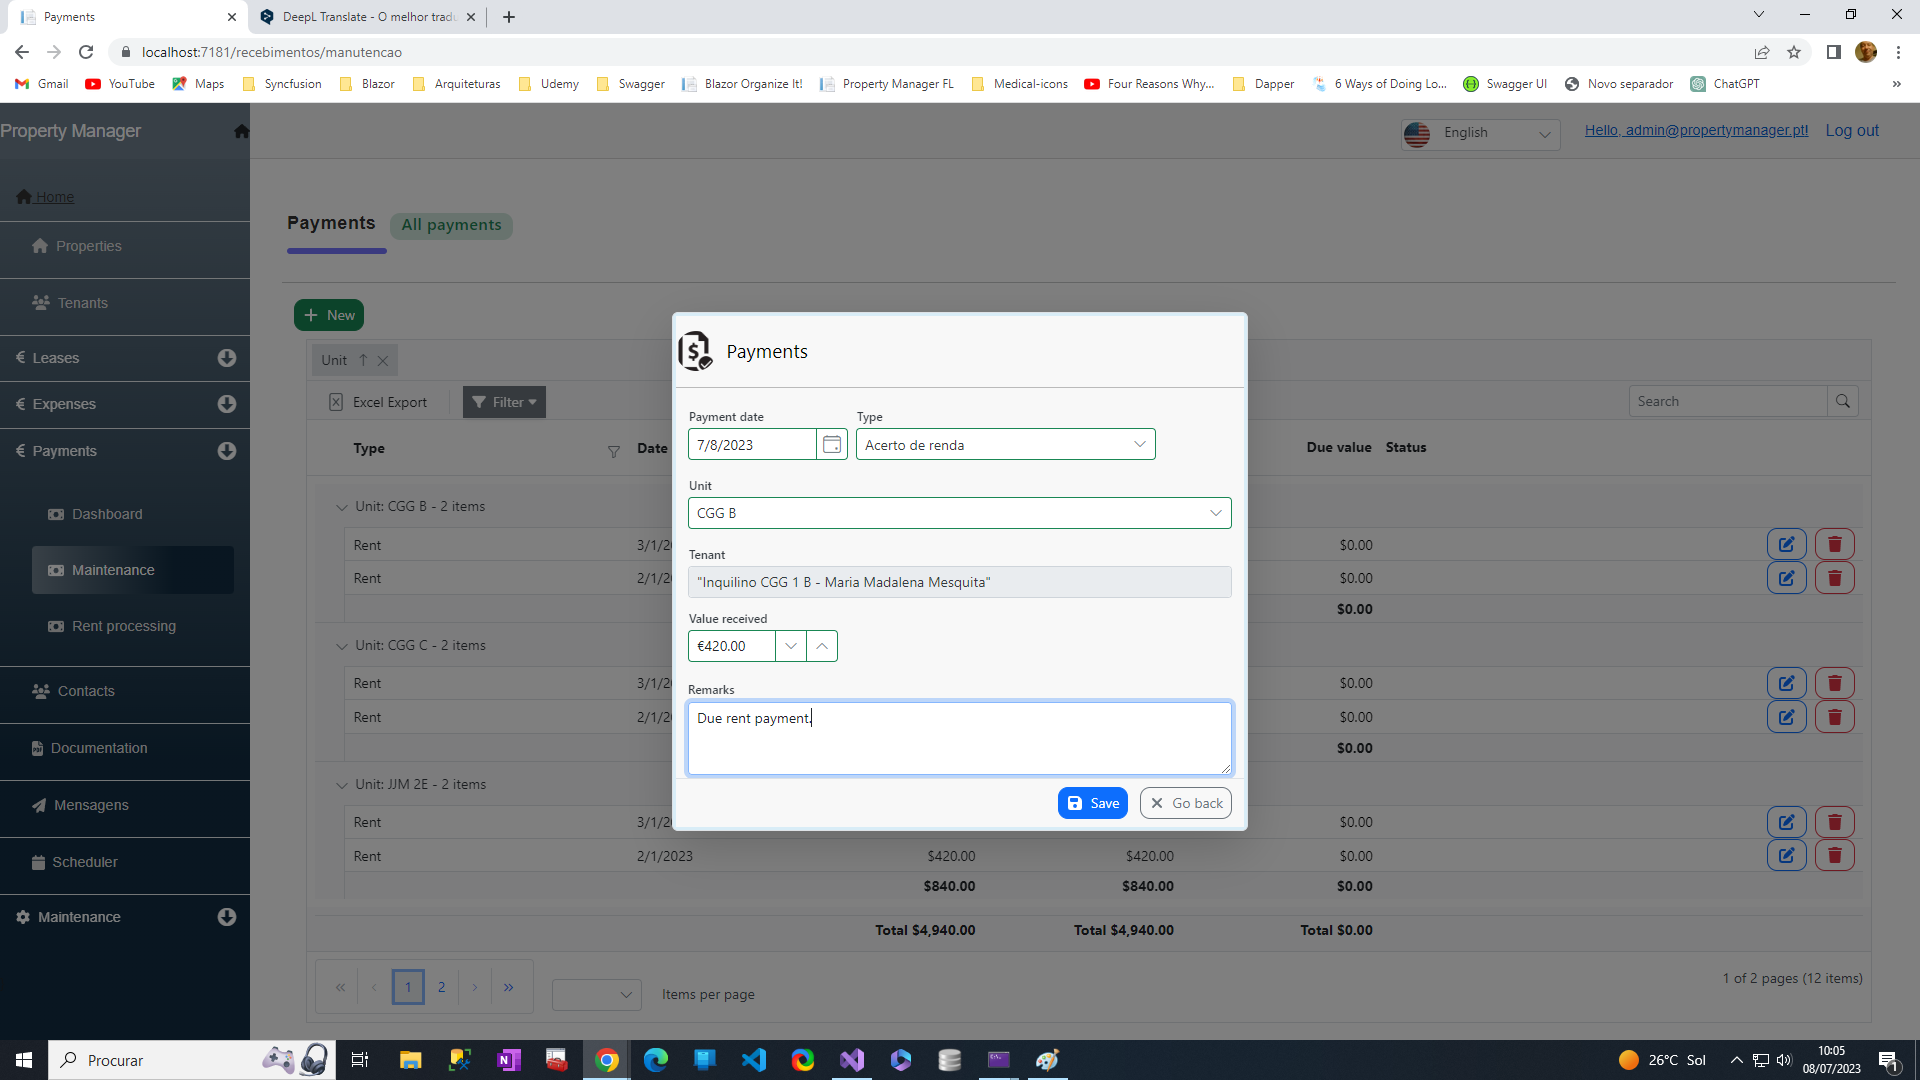 Payments
DeepL Translate - O melhor tradu
localhost:7181/recebimentos/manutencao
Gmail YouTube Maps Syncfusion Blazor Arquiteturas Udemy Swagger Blazor Organize It! Property Manager FL Medical-icons Four Reasons Why... Dapper 6 Ways of Doing Lo... Swagger UI Novo separador ChatGPT »
Property Manager
English
Hello, admin@propertymanager.pt!
Log out
Home
Properties
Tenants
€ Leases
€ Expenses
€ Payments
Dashboard
Maintenance
Rent processing
Contacts
Documentation
Mensagens
Scheduler
Maintenance
Payments All payments
+ New
Unit
Excel Export
Filter
Search
Type Date Due value Status
Unit: CGG B - 2 items
Rent 3/1/20 $0.00
Rent 2/1/20 $0.00
$0.00
Unit: CGG C - 2 items
Rent 3/1/20 $0.00
Rent 2/1/20 $0.00
$0.00
Unit: JJM 2E - 2 items
Rent 3/1/20 $0.00
Rent 2/1/2023 $420.00 $420.00 $0.00
$840.00 $840.00 $0.00
Total $4,940.00 Total $4,940.00 Total $0.00
« ‹ 1 2 › »
Items per page
1 of 2 pages (12 items)
Payments
Payment date Type
7/8/2023 Acerto de renda
Unit
CGG B
Tenant
"Inquilino CGG 1 B - Maria Madalena Mesquita"
Value received
€420.00
Remarks
Due rent payment.
Save Go back
Procurar
26°C Sol
10:05
08/07/2023
1